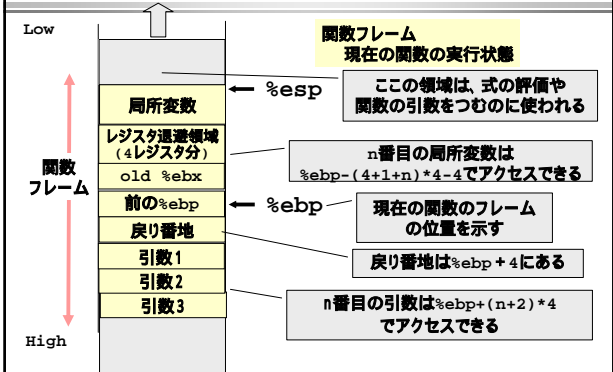 Low
関数フレーム
現在の関数の実行状態
%esp
ここの領域は、式の評価や
関数の引数をつむのに使われる
局所変数
レジスタ退避領域
(4レジスタ分)
old %ebx
n番目の局所変数は
%ebp-(4+1+n)*4-4でアクセスできる
関数
フレーム
前の%ebp
%ebp
現在の関数のフレーム
の位置を示す
戻り番地
戻り番地は%ebp+4にある
引数1
引数2
引数3
n番目の引数は%ebp+(n+2)*4
でアクセスできる
High